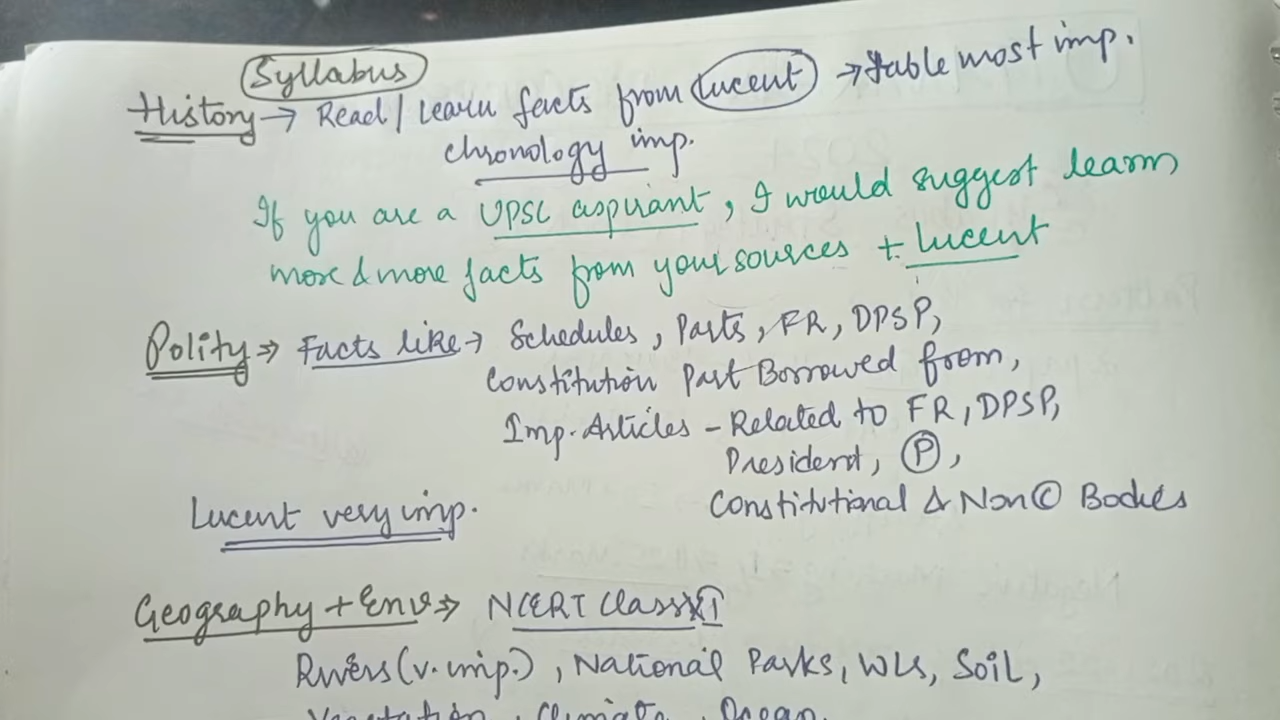 Syllabus
History → Read/learn facts from Lucent → table most imp.
chronology imp.
If you are a UPSC aspirant, I would suggest learn
more & more facts from your sources + Lucent
Polity ⇒ Facts like → Schedules, Parts, FR, DPSP,
Constitution Part Borrowed from,
Imp. Articles - Related to FR, DPSP,
President, Ⓟ,
Lucent very imp.
Constitutional & Non © Bodies
Geography + Env ⇒ NCERT Class XI
Rivers (v. imp.), National Parks, WLS, Soil,
Vegetation, Climate, Ocean